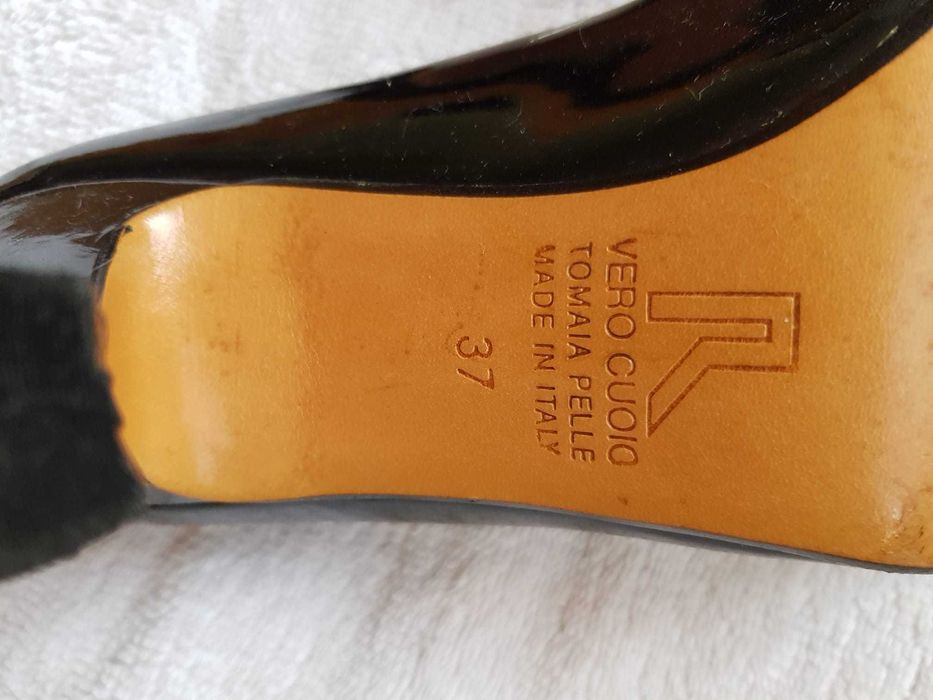 VERO CUOIO
TOMAIA PELLE
MADE IN ITALY
37